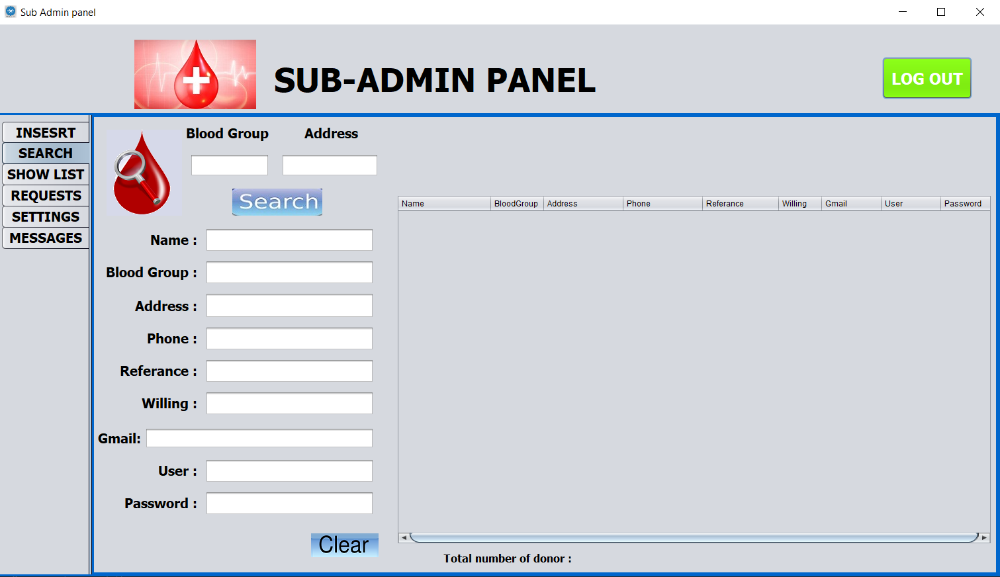 Sub Admin panel
SUB-ADMIN PANEL
LOG OUT
INSESRT
SEARCH
SHOW LIST
REQUESTS
SETTINGS
MESSAGES
Blood Group Address
Search
Name :
Blood Group :
Address :
Phone :
Referance :
Willing :
Gmail:
User :
Password :
Clear
Name BloodGroup Address Phone Referance Willing Gmail User Password
Total number of donor :